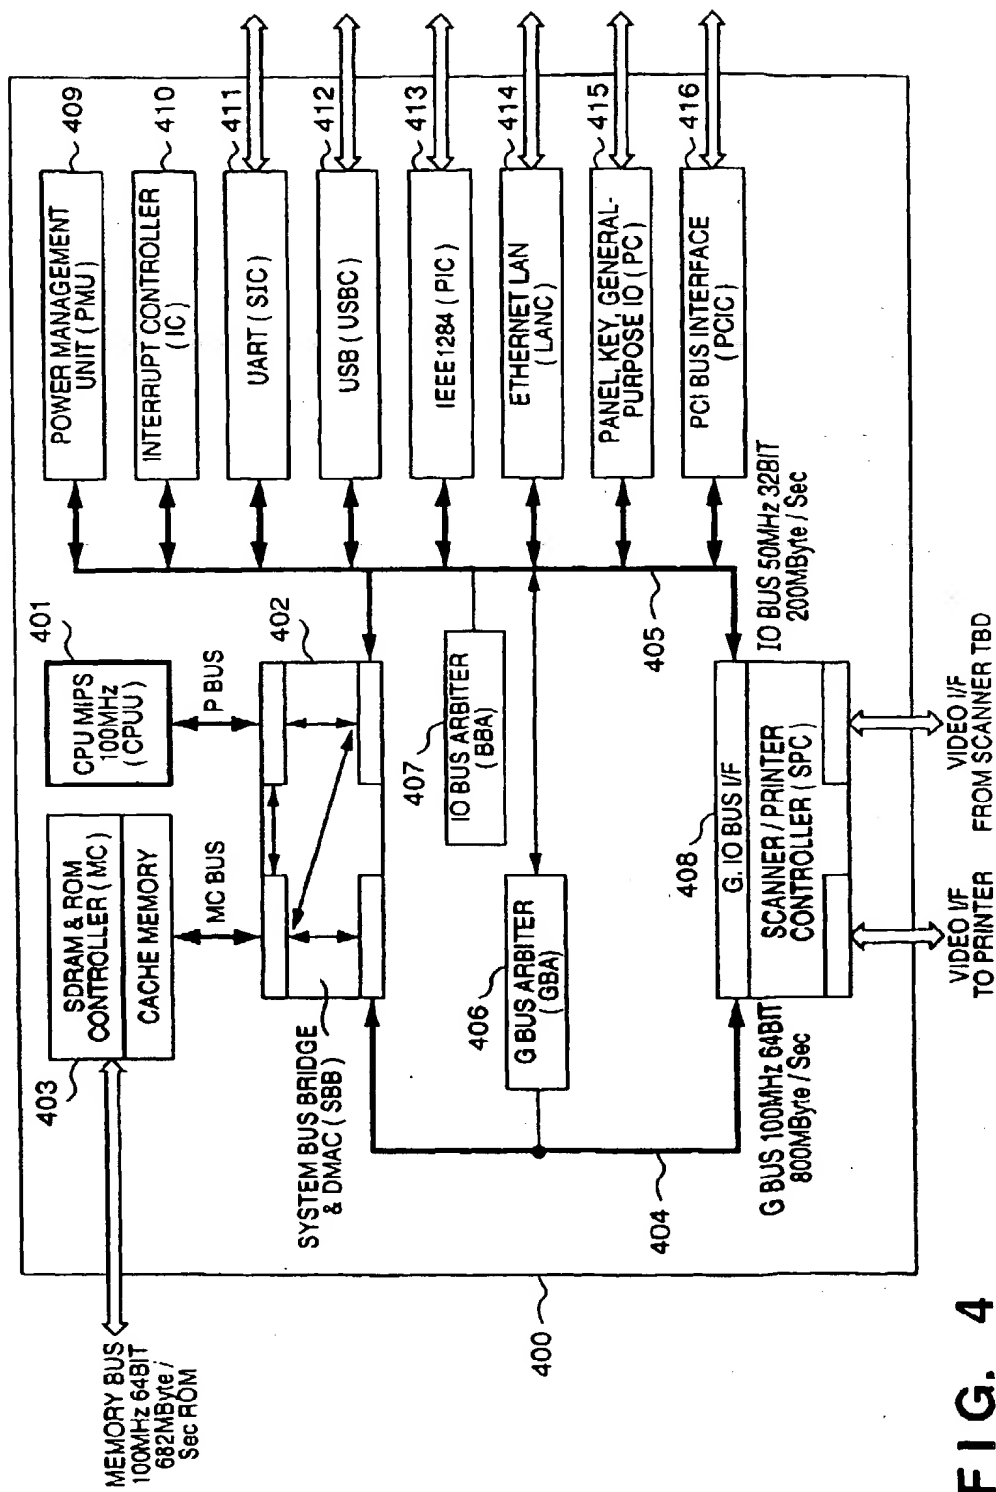 FIG. 4
MEMORY BUS
100MHz 64BIT
682MByte /
Sec ROM
400
403
SDRAM & ROM
CONTROLLER (MC)
CACHE MEMORY
MC BUS
401
CPU MIPS
100MHz
(CPUU)
P BUS
402
SYSTEM BUS BRIDGE
& DMAC (SBB)
406
G BUS ARBITER
(GBA)
407
IO BUS ARBITER
(BBA)
404
G BUS 100MHz 64BIT
800MByte / Sec
405
IO BUS 50MHz 32BIT
200MByte / Sec
408
G. IO BUS I/F
SCANNER / PRINTER
CONTROLLER (SPC)
VIDEO I/F
TO PRINTER
VIDEO I/F
FROM SCANNER TBD
POWER MANAGEMENT
UNIT (PMU)
409
INTERRUPT CONTROLLER
(IC)
410
UART (SIC)
411
USB (USBC)
412
IEEE1284 (PIC)
413
ETHERNET LAN
(LANC)
414
PANEL, KEY, GENERAL-
PURPOSE IO (PC)
415
PCI BUS INTERFACE
(PCIC)
416